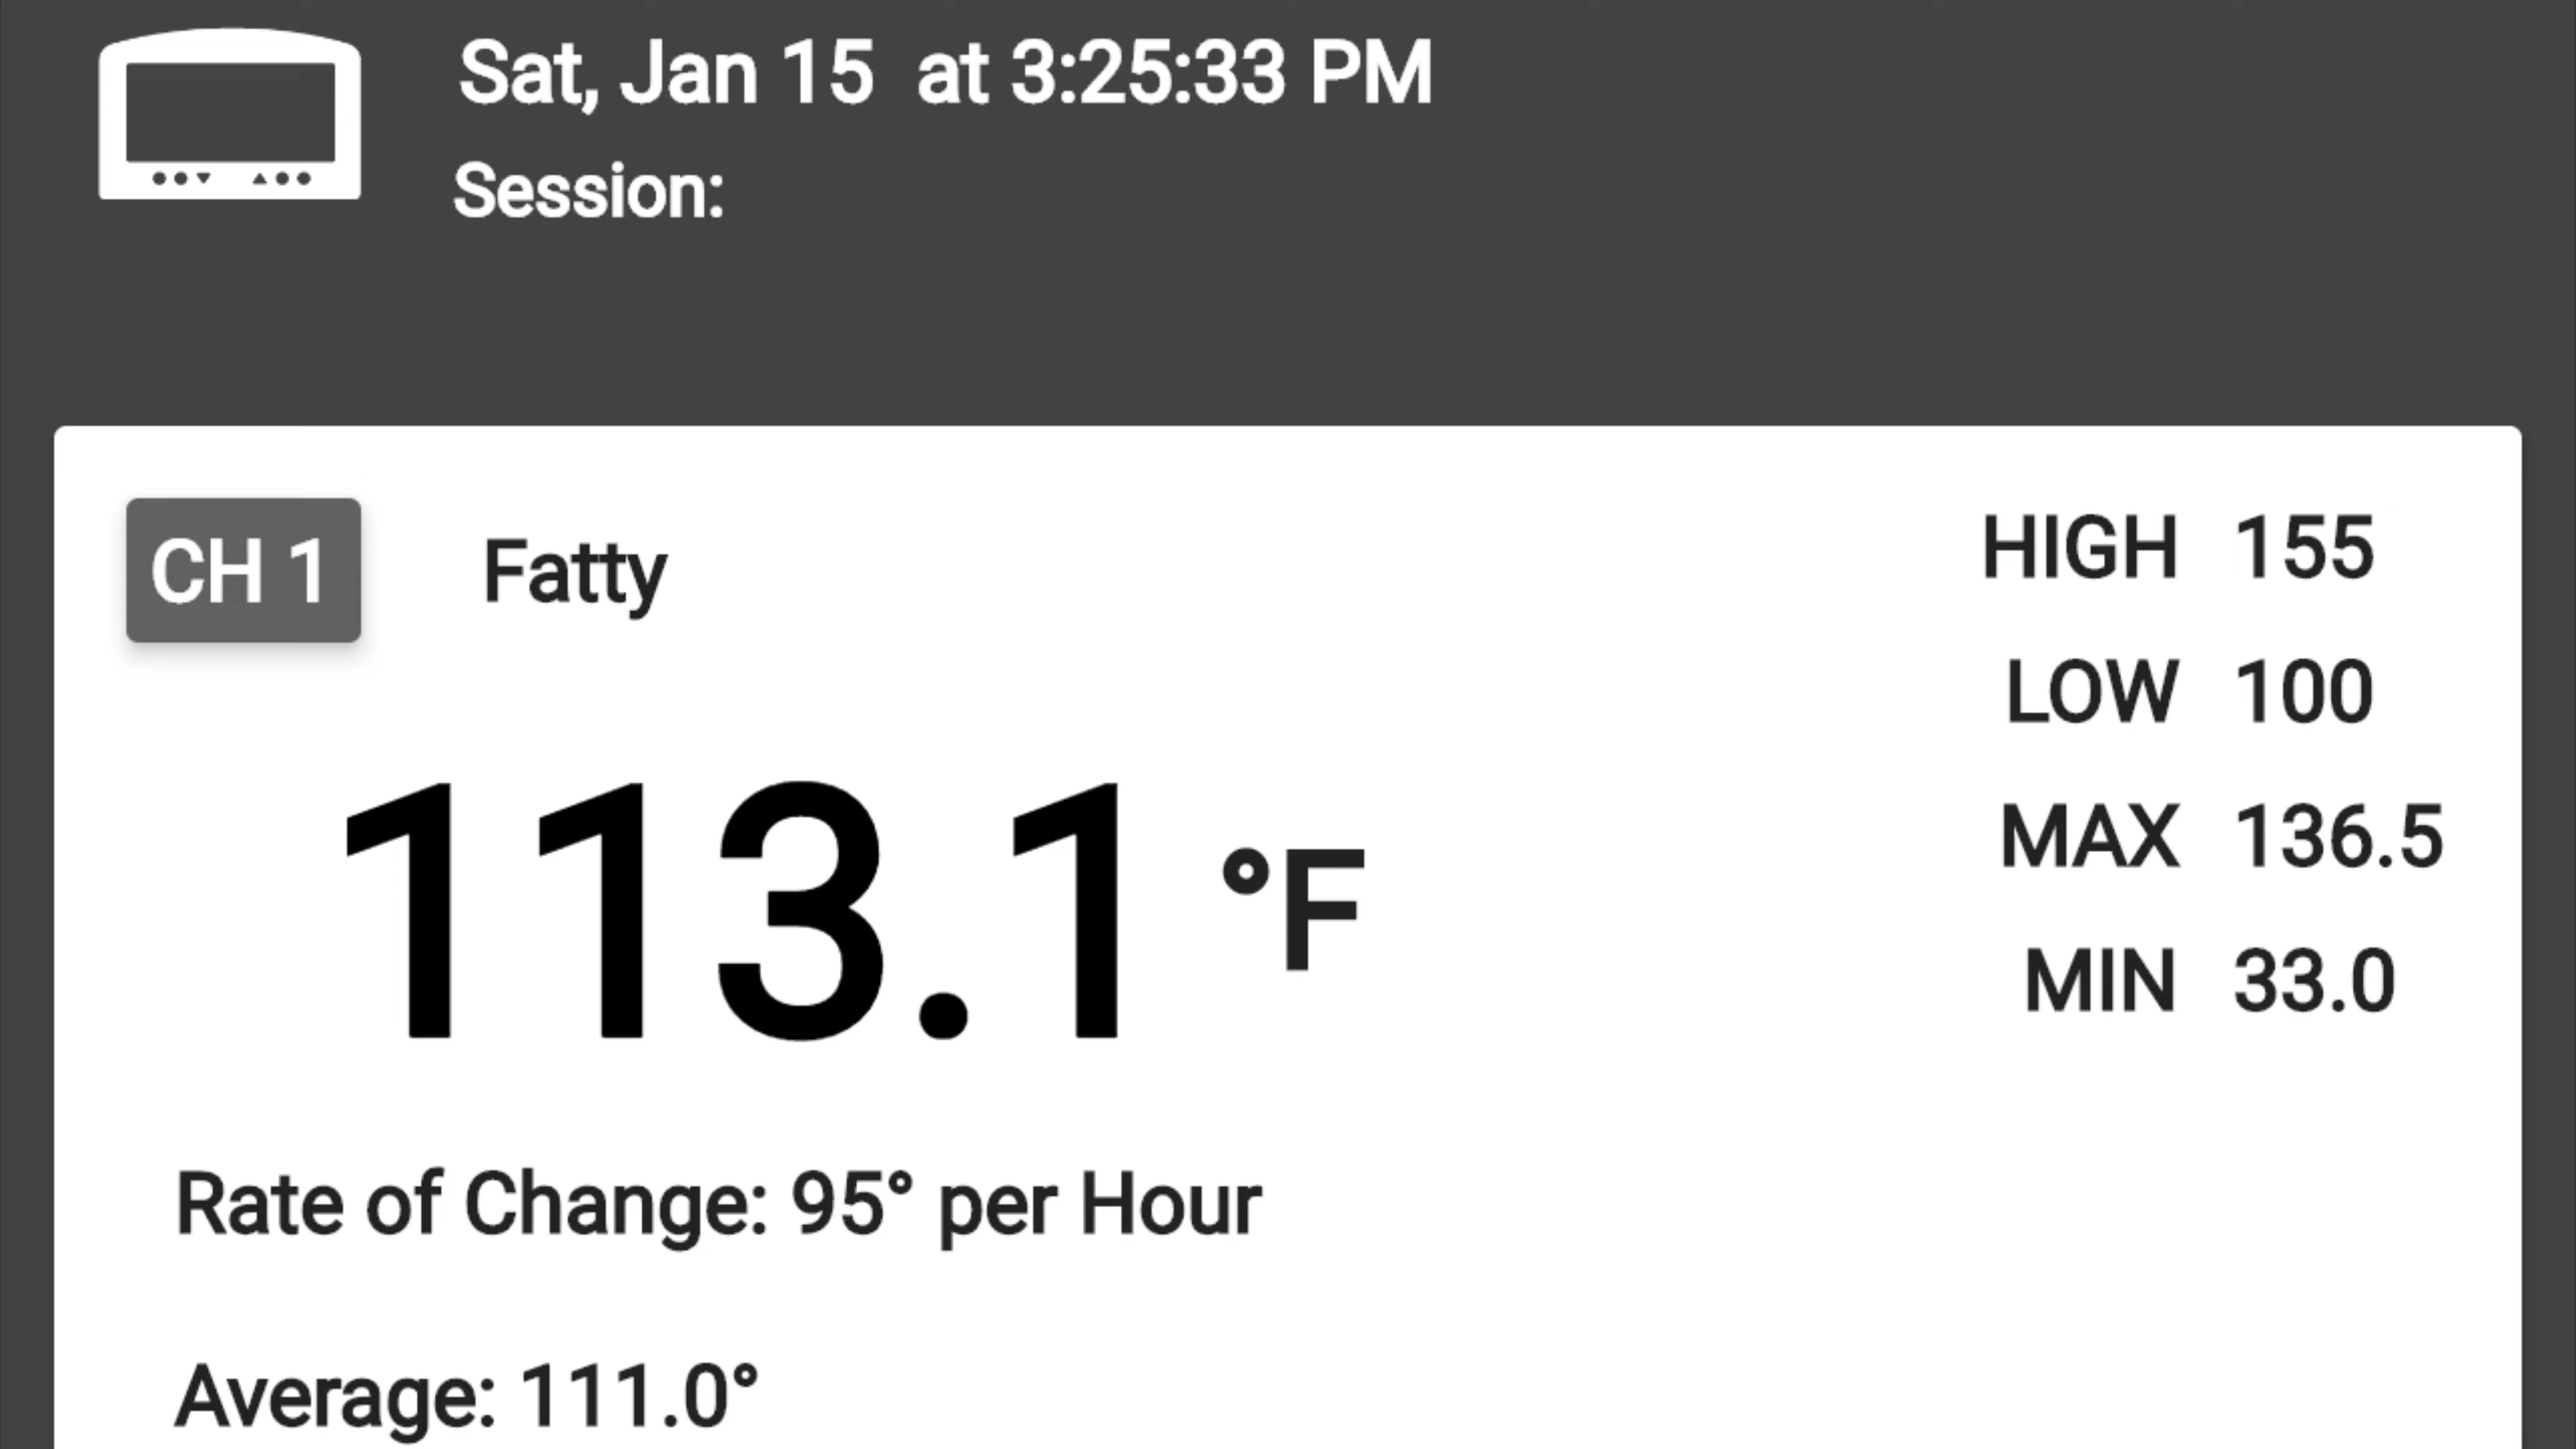 Sat, Jan 15  at 3:25:33 PM
Session:
CH 1
Fatty
HIGH 155
LOW 100
MAX 136.5
MIN 33.0
113.1 °F
Rate of Change: 95° per Hour
Average: 111.0°